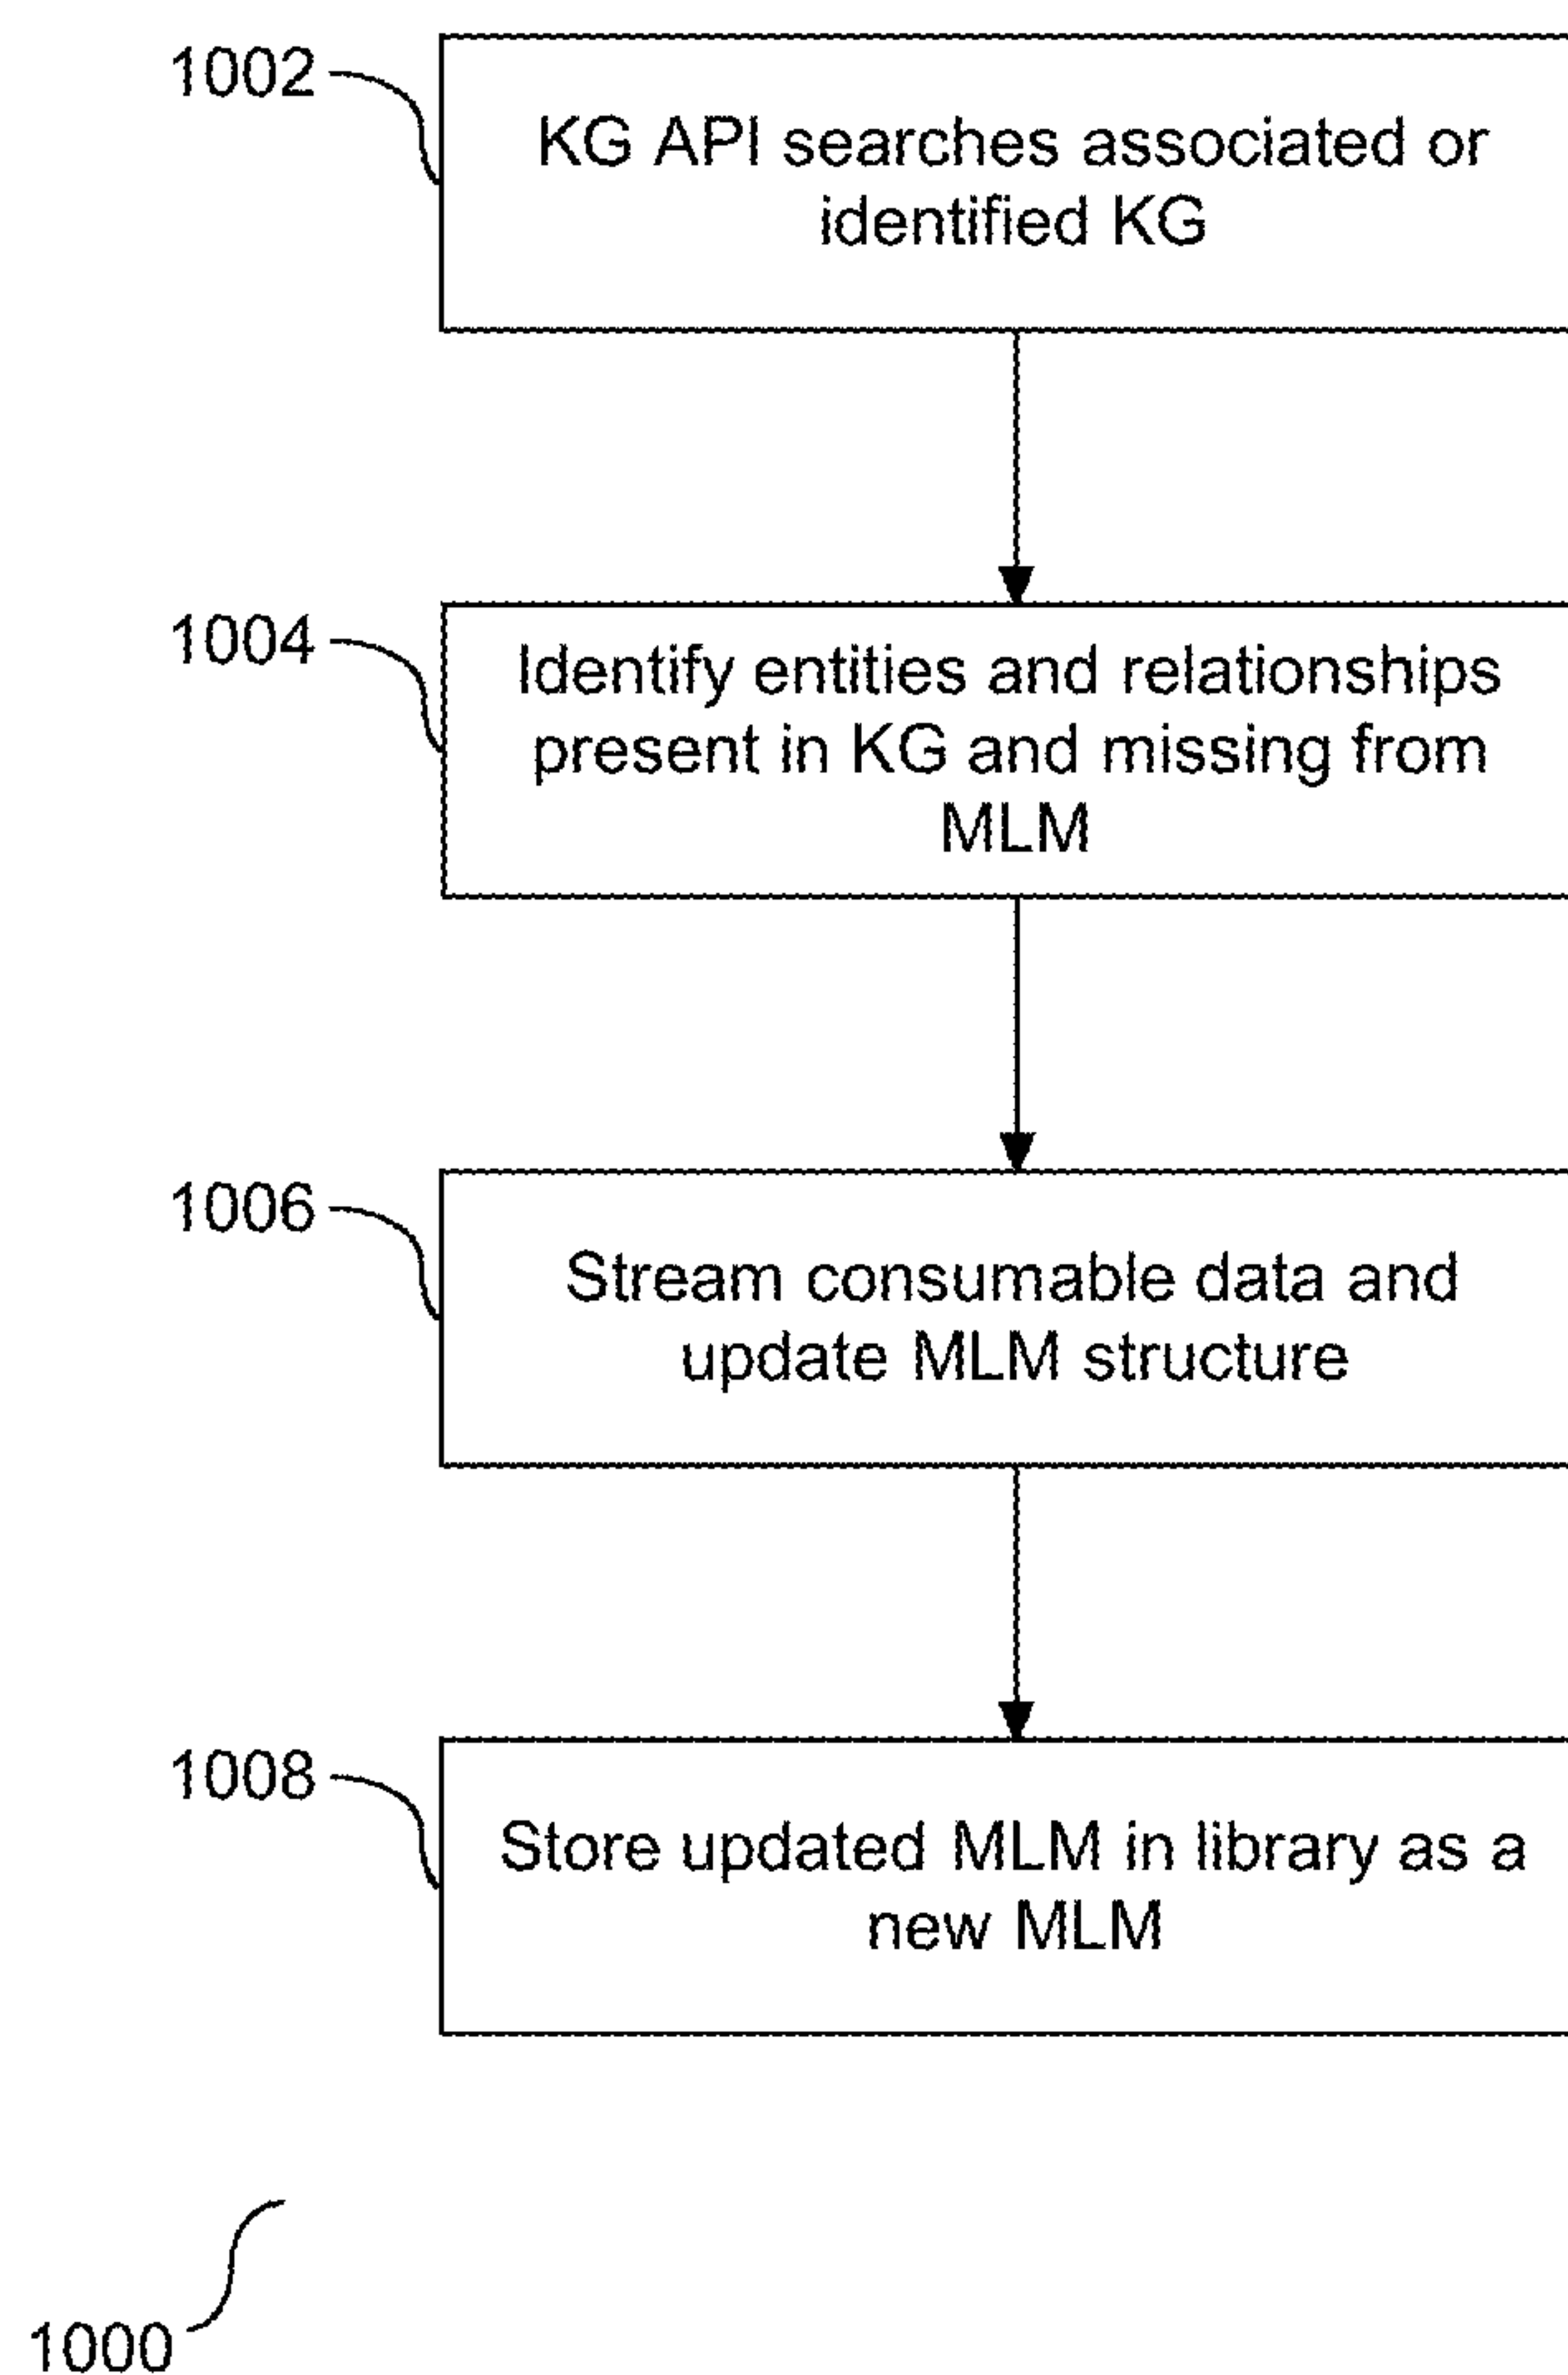 1002
KG API searches associated or
identified KG
1004
Identify entities and relationships
present in KG and missing from
MLM
1006
Stream consumable data and
update MLM structure
1008
Store updated MLM in library as a
new MLM
1000